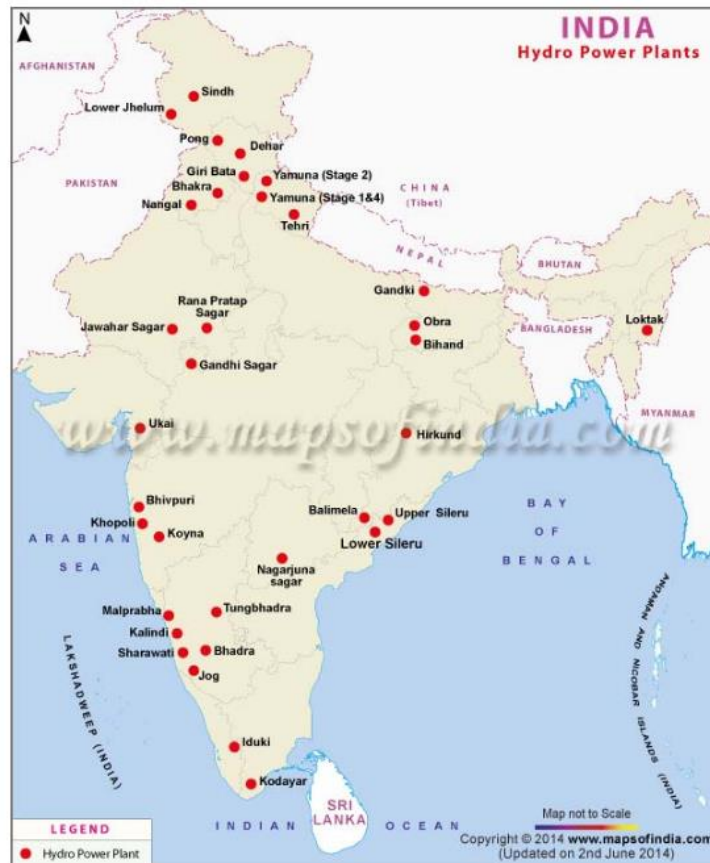 N
INDIA
Hydro Power Plants
AFGHANISTAN
Sindh
Lower Jhelum
Pong
Dehar
Giri Bata
Yamuna (Stage 2)
Bhakra
PAKISTAN
CHINA
(Tibet)
Yamuna (Stage 1&4)
Nangal
Tehri
NEPAL
BHUTAN
Gandki
Rana Pratap
Sagar
Jawahar Sagar
Obra
BANGLADESH
Loktak
Bihand
Gandhi Sagar
MYANMAR
Ukai
www.mapsofindia.com
Hirkund
Bhivpuri
Khopoli
Koyna
Balimela
Upper Sileru
Lower Sileru
BAY
OF
BENGAL
ARABIAN
SEA
Nagarjuna
sagar
Malprabha
Tungbhadra
Kalindi
Sharawati
Bhadra
Jog
LAKSHADWEEP (INDIA)
ANDAMAN AND NICOBAR ISLANDS (INDIA)
Iduki
Kodayar
SRI
LANKA
INDIAN OCEAN
LEGEND
Hydro Power Plant
Map not to Scale
Copyright © 2014 www.mapsofindia.com
(Updated on 2nd June 2014)